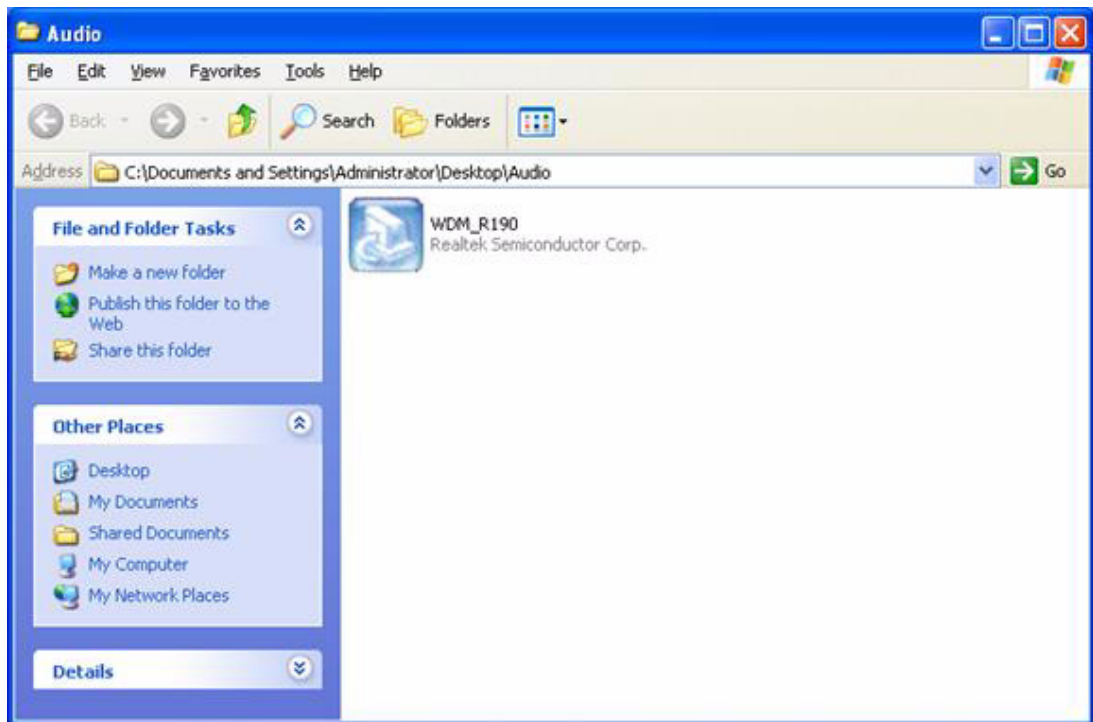 Audio
File Edit View Favorites Tools Help
Back Search Folders
Address C:\Documents and Settings\Administrator\Desktop\Audio Go
File and Folder Tasks
Make a new folder
Publish this folder to the
Web
Share this folder
Other Places
Desktop
My Documents
Shared Documents
My Computer
My Network Places
Details
WDM_R190
Realtek Semiconductor Corp.